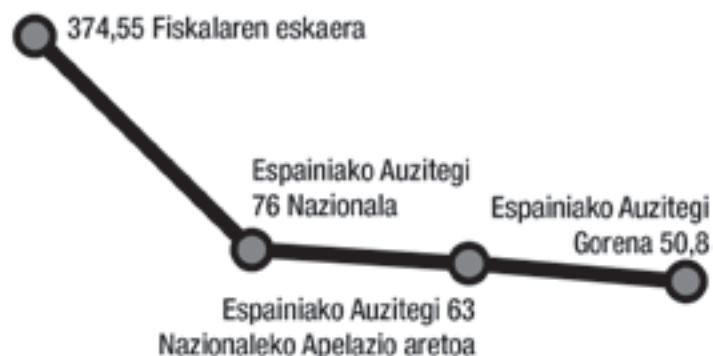 374,55 Fiskalaren eskaera
Espainiako Auzitegi
76 Nazionala
Espainiako Auzitegi
Gorena 50,8
Espainiako Auzitegi 63
Nazionaleko Apelazio aretoa